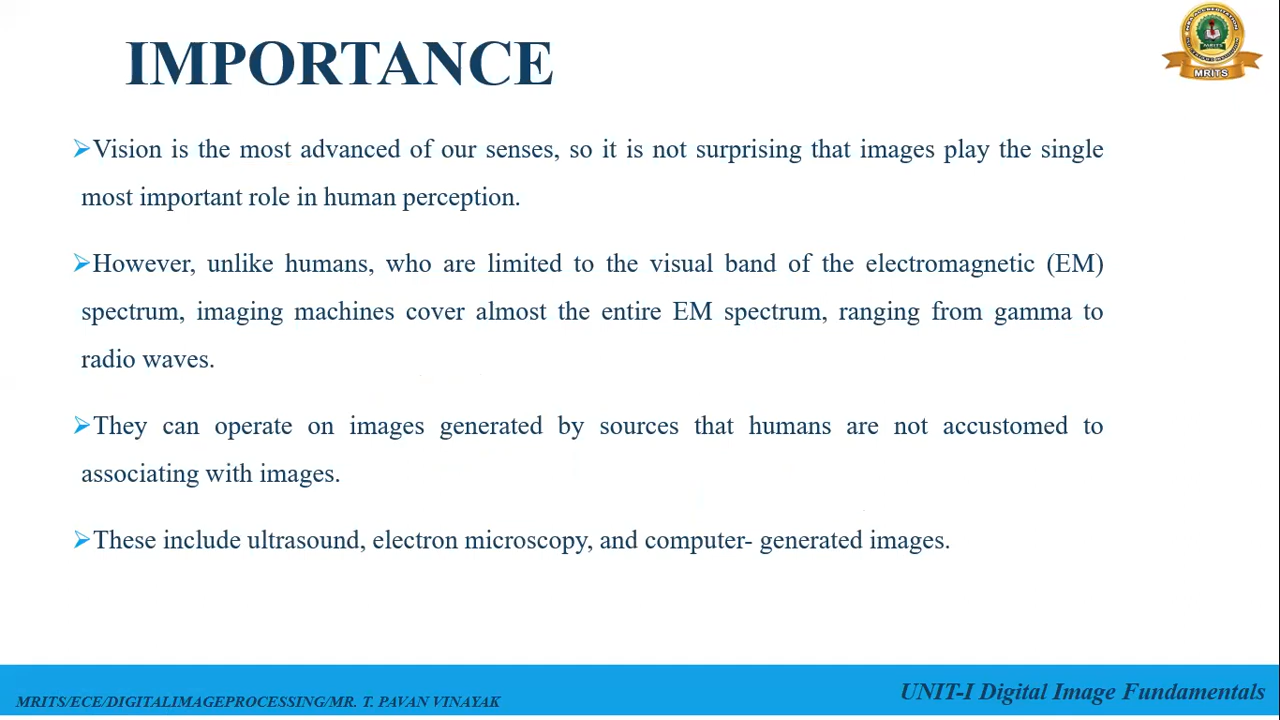 IMPORTANCE
MRITS
➢Vision is the most advanced of our senses, so it is not surprising that images play the single
most important role in human perception.
➢However, unlike humans, who are limited to the visual band of the electromagnetic (EM)
spectrum, imaging machines cover almost the entire EM spectrum, ranging from gamma to
radio waves.
➢They can operate on images generated by sources that humans are not accustomed to
associating with images.
➢These include ultrasound, electron microscopy, and computer- generated images.
MRITS/ECE/DIGITALIMAGEPROCESSING/MR. T. PAVAN VINAYAK
UNIT-I Digital Image Fundamentals